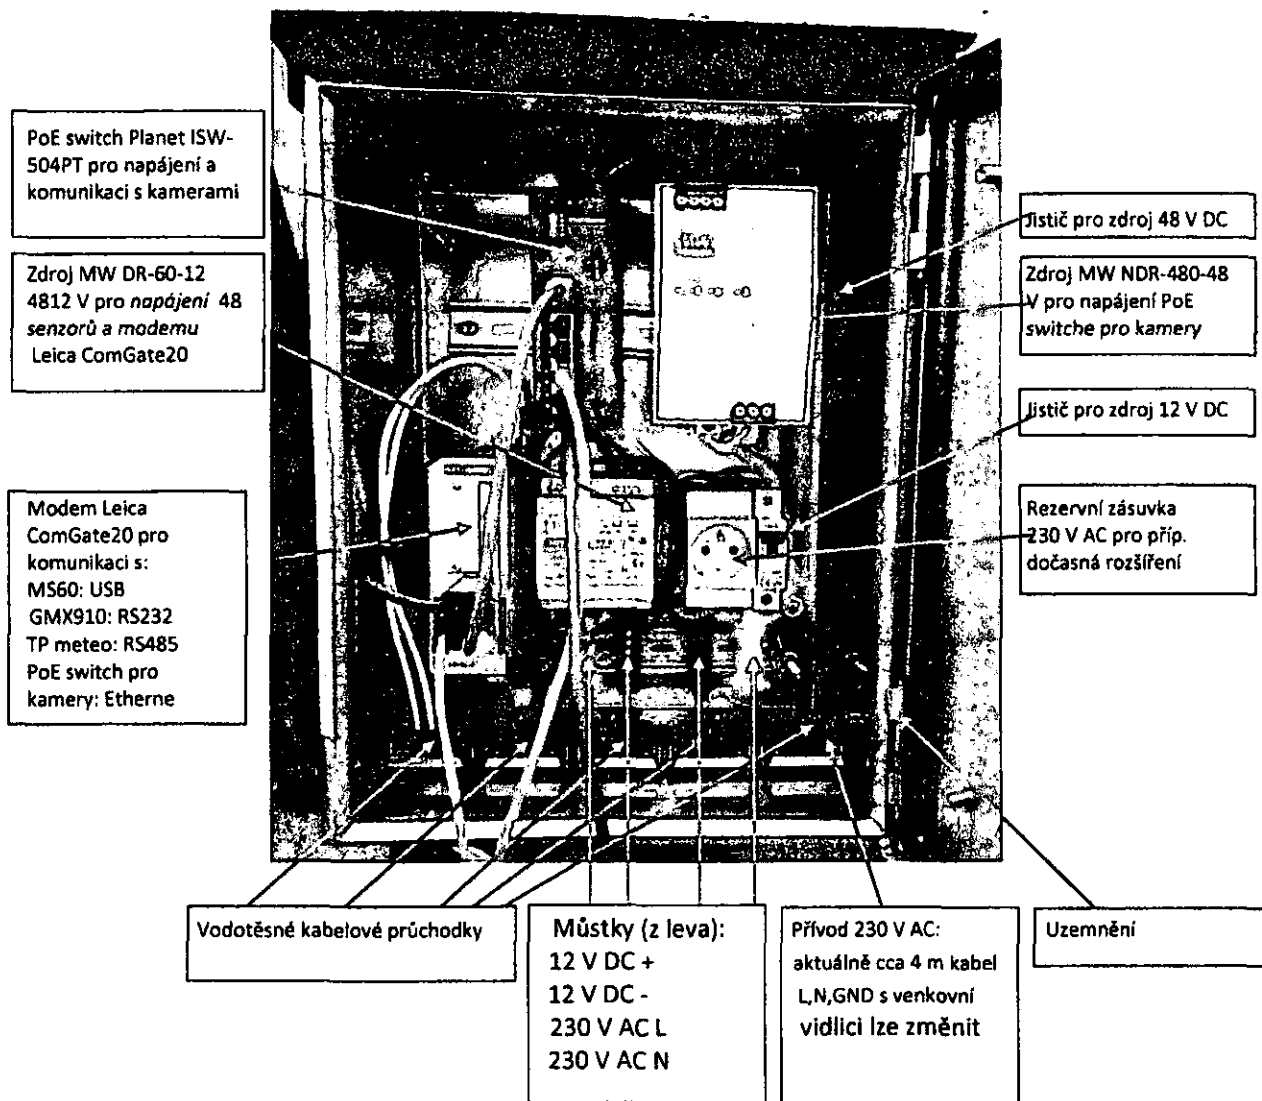 PoE switch Planet ISW-
504PT pro napájení a
komunikaci s kamerami
Zdroj MW DR-60-12
4812 V pro napájení 48
senzorů a modemu
Leica ComGate20
Modem Leica
ComGate20 pro
komunikaci s:
MS60: USB
GMX910: RS232
TP meteo: RS485
PoE switch pro
kamery: Etherne
Jistič pro zdroj 48 V DC
Zdroj MW NDR-480-48
V pro napájení PoE
switche pro kamery
Jistič pro zdroj 12 V DC
Rezervní zásuvka
230 V AC pro příp.
dočasná rozšíření
Vodotěsné kabelové průchodky
Můstky (z leva):
12 V DC +
12 V DC -
230 V AC L
230 V AC N
Přívod 230 V AC:
aktuálně cca 4 m kabel
L,N,GND s venkovní
vidlici lze změnit
Uzemnění